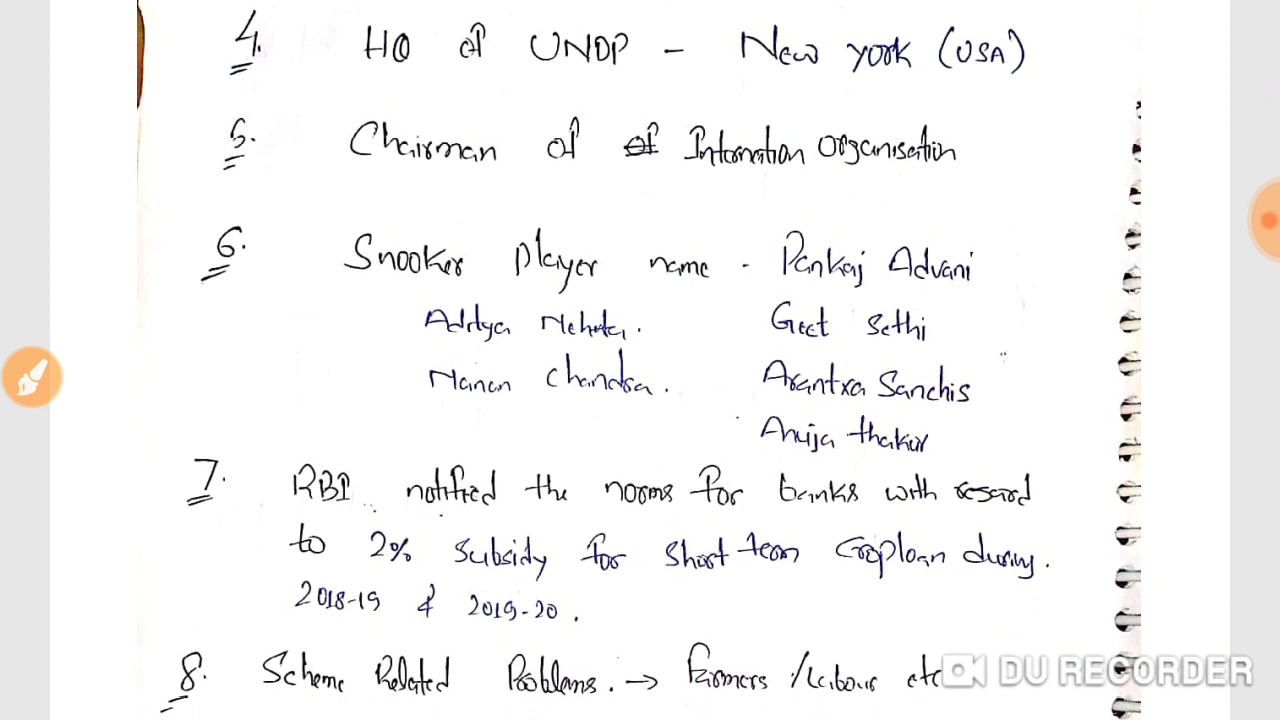 4. HQ of UNDP - New york (USA)
5. Chairman of of Internation organisation
6. Snooker player name - Pankaj Advani
Aditya Mehta. Geet Sethi
Manan Chandra. Arantxa Sanchis
Anuja thakur
7. RBI notified the norms for banks with regard
to 2% subsidy for short term Crop loan during.
2018-19 & 2019-20.
8. Scheme Related Problems. → Farmers / Labour etc
DU RECORDER